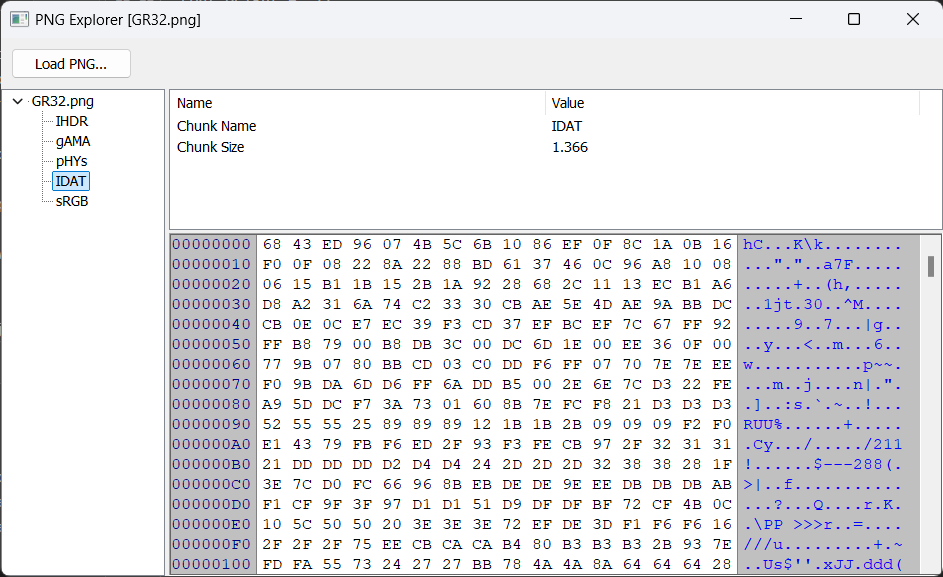 PNG Explorer [GR32.png]
Load PNG...
GR32.png
IHDR
gAMA
pHYs
IDAT
sRGB
Name Value
Chunk Name IDAT
Chunk Size 1.366
00000000 68 43 ED 96 07 4B 5C 6B 10 86 EF 0F 8C 1A 0B 16 hC...K\k........
00000010 F0 0F 08 22 8A 22 88 BD 61 37 46 0C 96 A8 10 08 ..."."..a7F.....
00000020 06 15 B1 1B 15 2B 1A 92 28 68 2C 11 13 EC B1 A6 .....+..(h,.....
00000030 D8 A2 31 6A 74 C2 33 30 CB AE 5E 4D AE 9A BB DC ..1jt.30..^M....
00000040 CB 0E 0C E7 EC 39 F3 CD 37 EF BC EF 7C 67 FF 92 .....9..7...|g..
00000050 FF B8 79 00 B8 DB 3C 00 DC 6D 1E 00 EE 36 0F 00 ..y...<..m...6..
00000060 77 9B 07 80 BB CD 03 C0 DD F6 FF 07 70 7E 7E EE w...........p~~.
00000070 F0 9B DA 6D D6 FF 6A DD B5 00 2E 6E 7C D3 22 FE ...m..j....n|.".
00000080 A9 5D DC F7 3A 73 01 60 8B 7E FC F8 21 D3 D3 D3 .]..:s.`.~..!...
00000090 52 55 55 25 89 89 89 12 1B 1B 2B 09 09 09 F2 F0 RUU%......+.....
000000A0 E1 43 79 FB F6 ED 2F 93 F3 FE CB 97 2F 32 31 31 .Cy.../...../211
000000B0 21 DD DD DD D2 D4 D4 24 2D 2D 2D 32 38 38 28 1F !......$---288(.
000000C0 3E 7C D0 FC 66 96 8B EB DE DE 9E EE DB DB DB AB >|..f...........
000000D0 F1 CF 9F 3F 97 D1 D1 51 D9 DF DF BF 72 CF 4B 0C ...?...Q....r.K.
000000E0 10 5C 50 50 20 3E 3E 3E 72 EF DE 3D F1 F6 F6 16 .\PP >>>r..=....
000000F0 2F 2F 2F 75 EE CB CA CA B4 80 B3 B3 B3 2B 93 7E ///u.........+.~
00000100 FD FA 55 73 24 27 27 BB 78 4A 4A 8A 64 64 64 28 ..Us$''.xJJ.ddd(